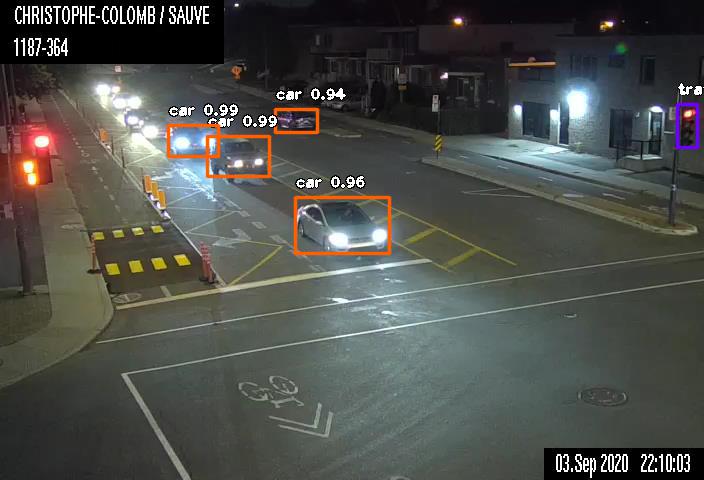 CHRISTOPHE-COLOMB / SAUVE
1187-364
car 0.94
tra
car 0.99
car 0.99
car 0.96
03.Sep 2020 22:10:03